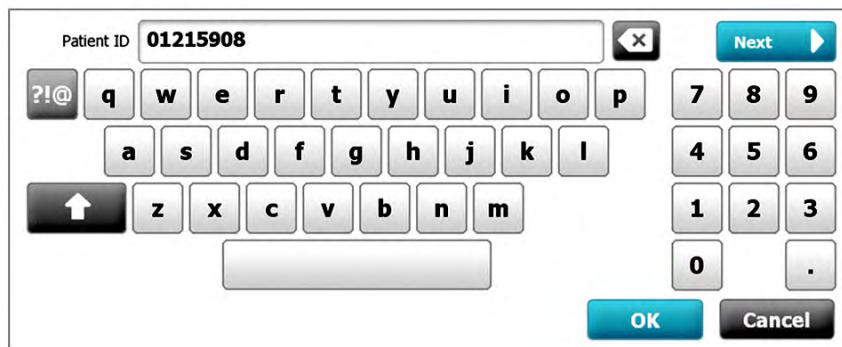 Patient ID 01215908 Next
?!@ q w e r t y u i o p 7 8 9
a s d f g h j k l 4 5 6
z x c v b n m 1 2 3
0 .
OK Cancel